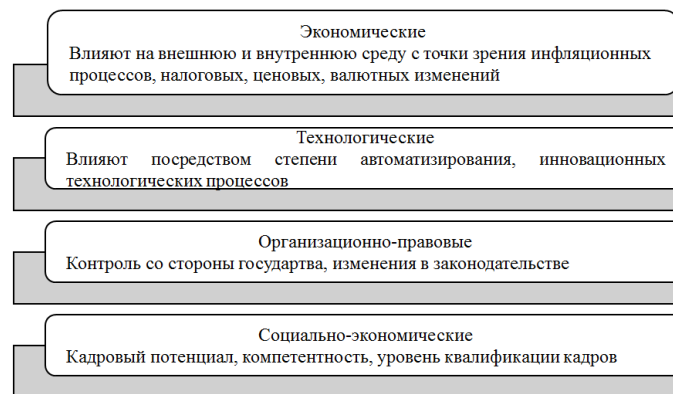 Экономические
Влияют на внешнюю и внутреннюю среду с точки зрения инфляционных
процессов, налоговых, ценовых, валютных изменений
Технологические
Влияют посредством степени автоматизирования, инновационных
технологических процессов
Организационно-правовые
Контроль со стороны государтва, изменения в законодательстве
Социально-экономические
Кадровый потенциал, компетентность, уровень квалификации кадров